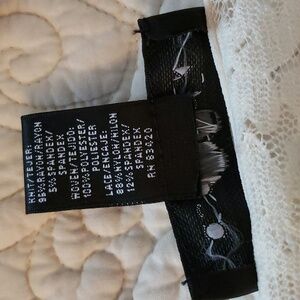 KNIT/TEJER:
95% RAYON/RAYON
5% SPANDEX/
SPANDEX
WOVEN/TEJIDO:
100% POLYESTER/
POLIESTER
LACE/ENCAJE:
88% NYLON/NILON
12% SPANDEX/
SPANDEX
RN 83420